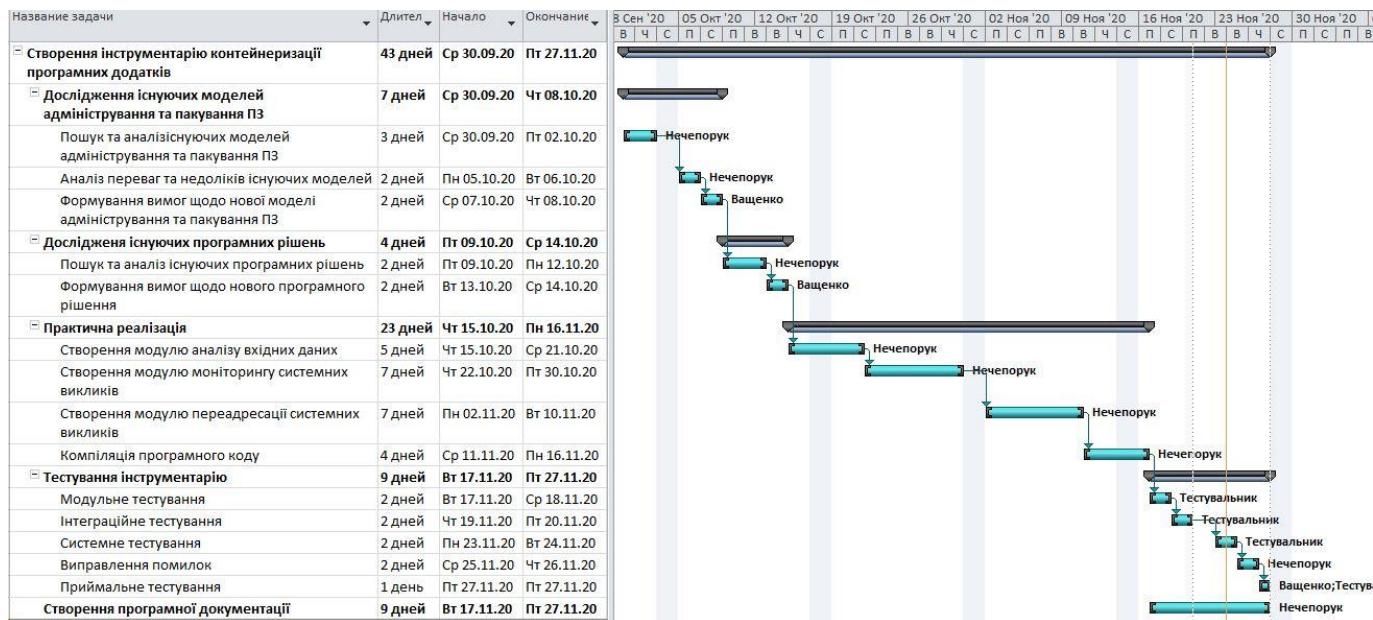 Название задачи Длител Начало Окончание 8 Сен '20 05 Окт '20 12 Окт '20 19 Окт '20 26 Окт '20 02 Ноя '20 09 Ноя '20 16 Ноя '20 23 Ноя '20 30 Ноя '20
В Ч С П С П В В Ч С П С П В В Ч С П С П В В Ч С П С П В
Створення інструментарію контейнеризації 43 дней Ср 30.09.20 Пт 27.11.20
програмних додатків
Дослідження існуючих моделей 7 дней Ср 30.09.20 Чт 08.10.20
адміністрування та пакування ПЗ
Пошук та аналізіснуючих моделей 3 дней Ср 30.09.20 Пт 02.10.20 Нечепорук
адміністрування та пакування ПЗ
Аналіз переваг та недоліків існуючих моделей 2 дней Пн 05.10.20 Вт 06.10.20 Нечепорук
Формування вимог щодо нової моделі 2 дней Ср 07.10.20 Чт 08.10.20 Ващенко
адміністрування та пакування ПЗ
Дослідженя існуючих програмних рішень 4 дней Пт 09.10.20 Ср 14.10.20
Пошук та аналіз існуючих програмних рішень 2 дней Пт 09.10.20 Пн 12.10.20 Нечепорук
Формування вимог щодо нового програмного 2 дней Вт 13.10.20 Ср 14.10.20 Ващенко
рішення
Практична реалізація 23 дней Чт 15.10.20 Пн 16.11.20
Створення модулю аналізу вхідних даних 5 дней Чт 15.10.20 Ср 21.10.20 Нечепорук
Створення модулю моніторингу системних 7 дней Чт 22.10.20 Пт 30.10.20 Нечепорук
викликів
Створення модулю переадресації системних 7 дней Пн 02.11.20 Вт 10.11.20 Нечепорук
викликів
Компіляція програмного коду 4 дней Ср 11.11.20 Пн 16.11.20 Нечепорук
Тестування інструментарію 9 дней Вт 17.11.20 Пт 27.11.20
Модульне тестування 2 дней Вт 17.11.20 Ср 18.11.20 Тестувальник
Інтеграційне тестування 2 дней Чт 19.11.20 Пт 20.11.20 Тестувальник
Системне тестування 2 дней Пн 23.11.20 Вт 24.11.20 Тестувальник
Виправлення помилок 2 дней Ср 25.11.20 Чт 26.11.20 Нечепорук
Приймальне тестування 1 день Пт 27.11.20 Пт 27.11.20 Ващенко;Тестув
Створення програмної документації 9 дней Вт 17.11.20 Пт 27.11.20 Нечепорук